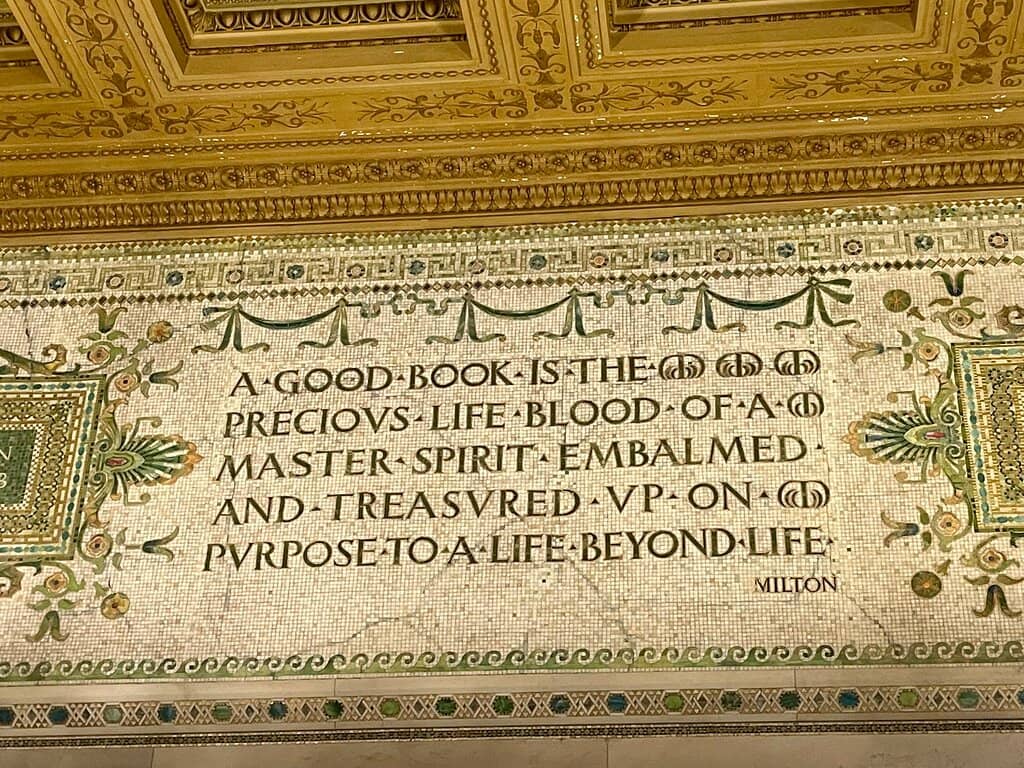 A·GOOD·BOOK·IS·THE
PRECIOVS·LIFE·BLOOD·OF·A
MASTER·SPIRIT·EMBALMED·
AND·TREASVRED·VP·ON·
PVRPOSE·TO·A·LIFE·BEYOND·LIFE·
MILTON